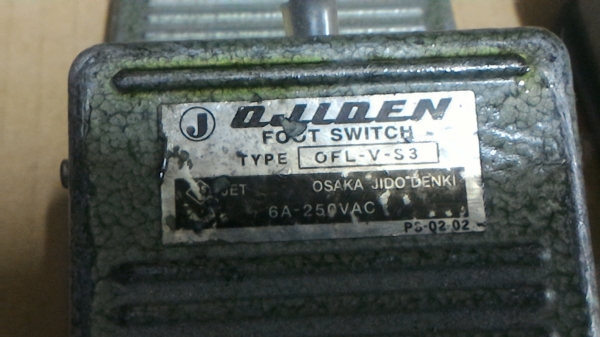 J OJIDEN
FOOT SWITCH
TYPE OFL-V-S3
OSAKA JIDO DENKI
6A-250VAC
PS-02-02